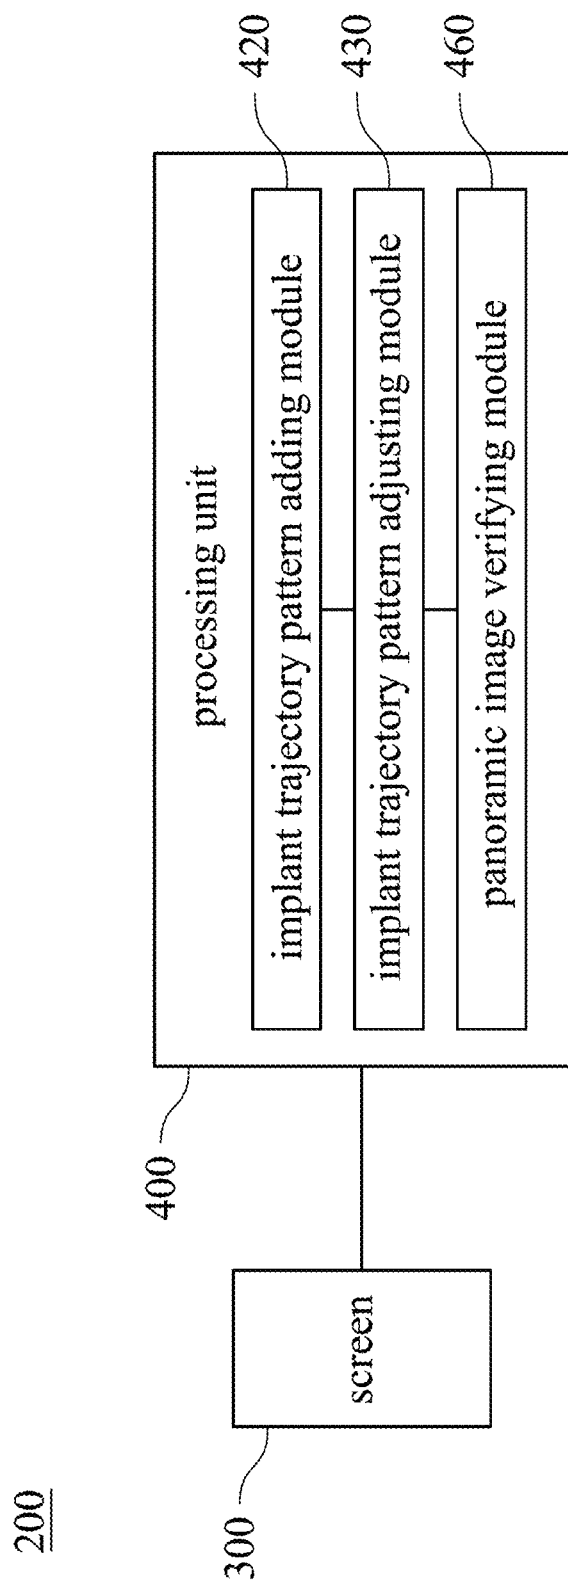 200
300
screen
400
processing unit
implant trajectory pattern adding module
420
implant trajectory pattern adjusting module
430
panoramic image verifying module
460